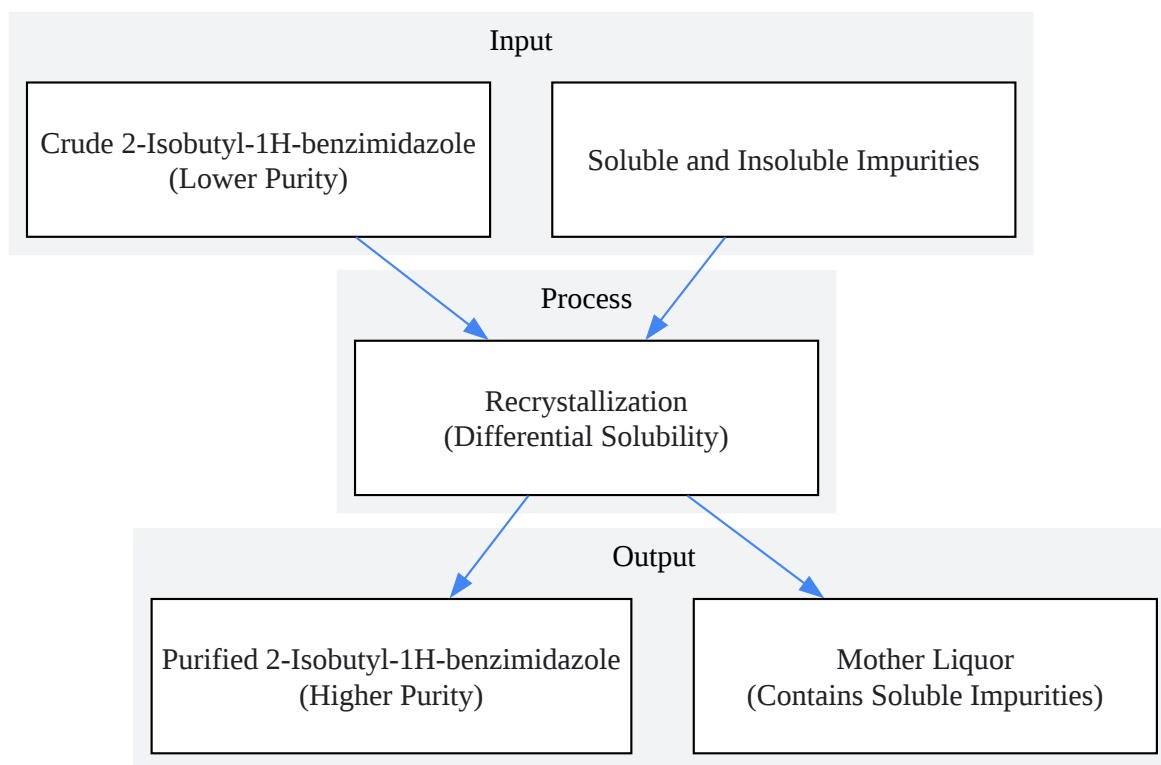 Input
Crude 2-Isobutyl-1H-benzimidazole
(Lower Purity)
Soluble and Insoluble Impurities
Process
Recrystallization
(Differential Solubility)
Output
Purified 2-Isobutyl-1H-benzimidazole
(Higher Purity)
Mother Liquor
(Contains Soluble Impurities)